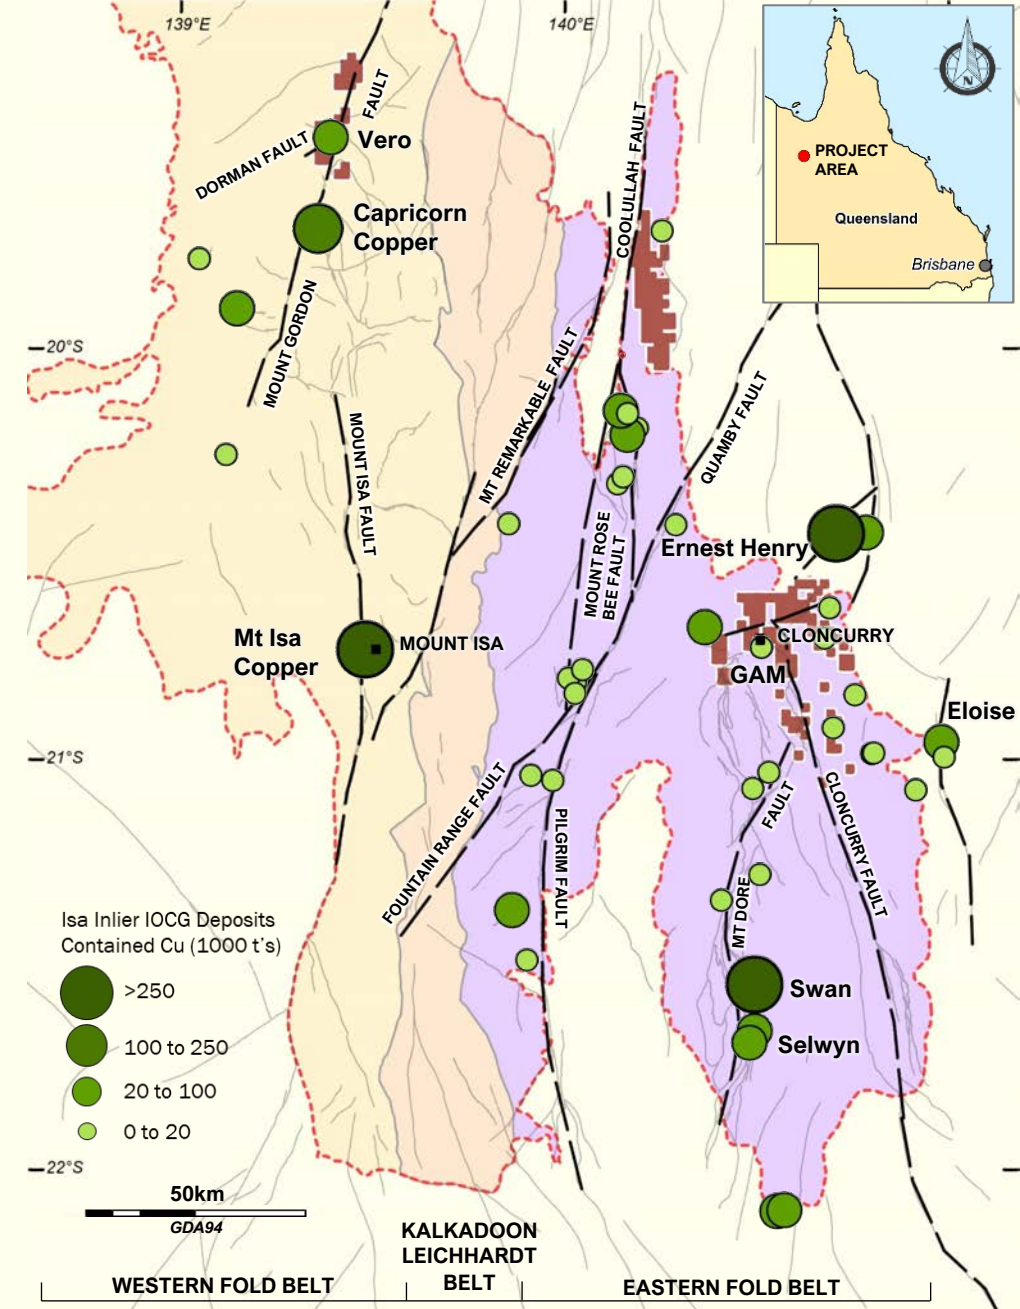 139°E
140°E
N
PROJECT
AREA
Queensland
Brisbane
DORMAN FAULT
FAULT
Vero
COOLULLAH FAULT
Capricorn
Copper
MOUNT GORDON
20°S
MT REMARKABLE FAULT
QUAMBY FAULT
MOUNT ISA FAULT
MOUNT ROSE
BEE FAULT
Ernest Henry
Mt Isa
Copper
MOUNT ISA
CLONCURRY
GAM
Eloise
21°S
FOUNTAIN RANGE FAULT
PILGRIM FAULT
FAULT
CLONCURRY FAULT
MT DORE
Isa Inlier IOCG Deposits
Contained Cu (1000 t's)
>250
100 to 250
20 to 100
0 to 20
Swan
Selwyn
22°S
50km
GDA94
WESTERN FOLD BELT
KALKADOON
LEICHHARDT
BELT
EASTERN FOLD BELT